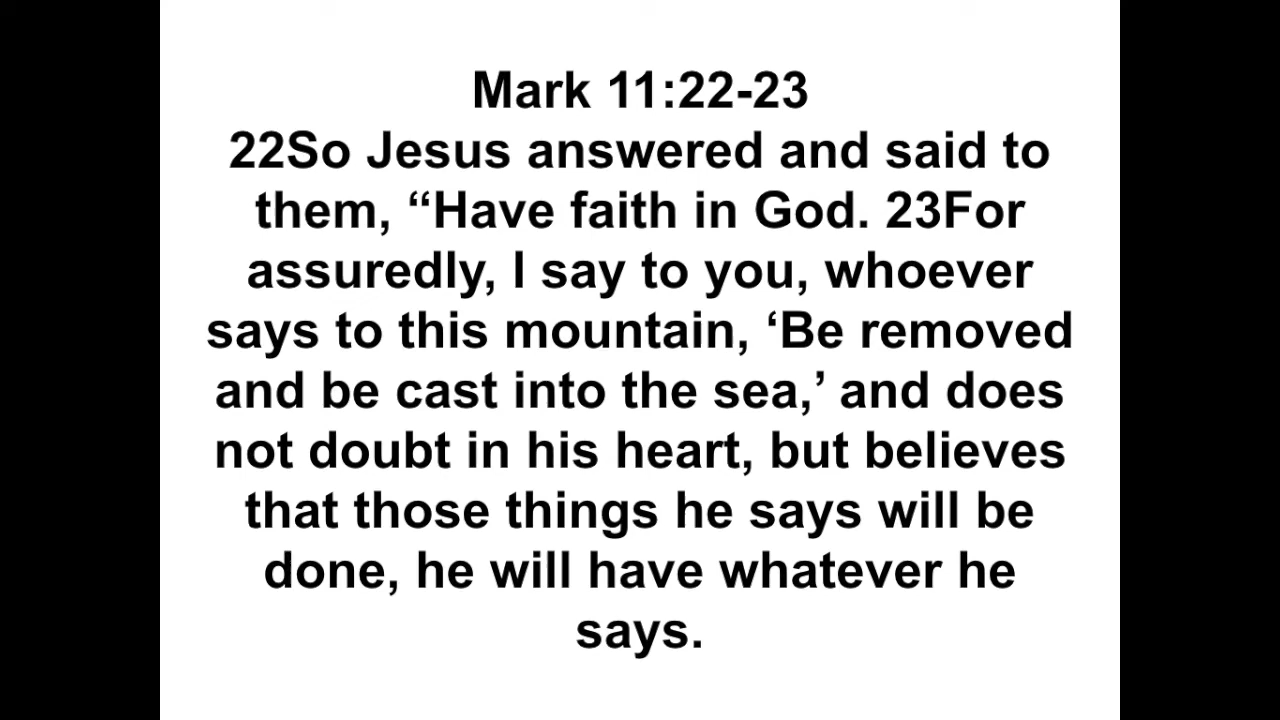 Mark 11:22-23
22So Jesus answered and said to
them, “Have faith in God. 23For
assuredly, I say to you, whoever
says to this mountain, ‘Be removed
and be cast into the sea,’ and does
not doubt in his heart, but believes
that those things he says will be
done, he will have whatever he
says.